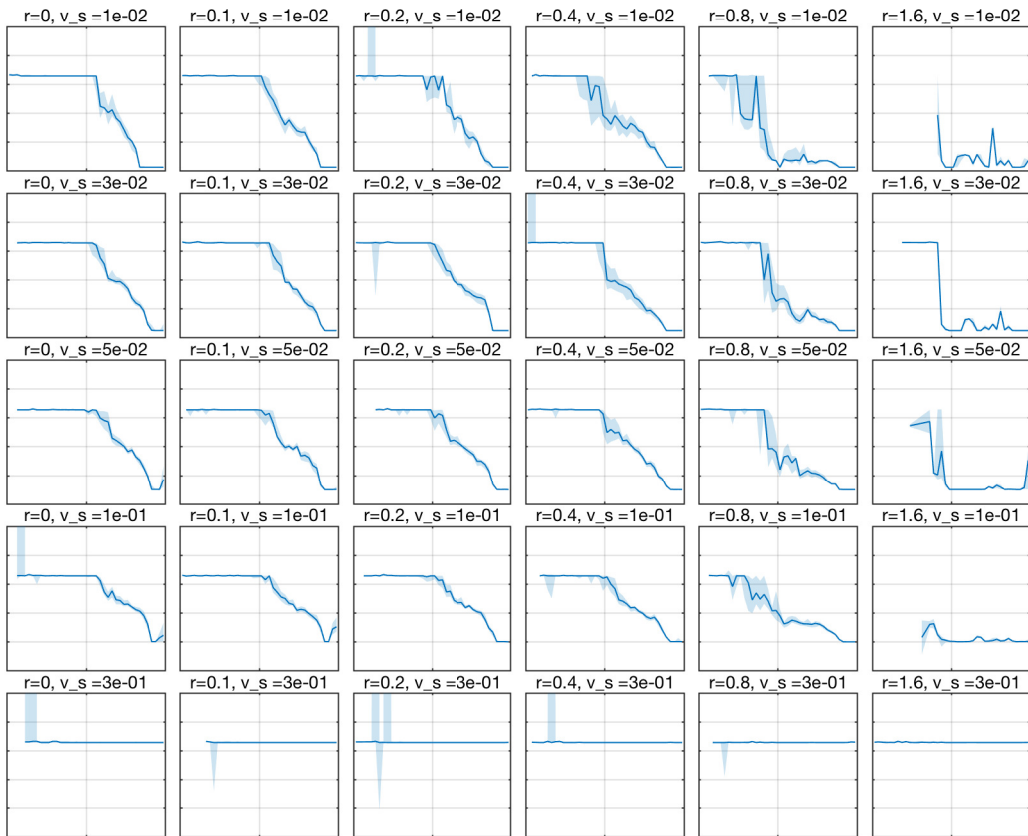 r=0, v_s =1e-02 r=0.1, v_s =1e-02 r=0.2, v_s =1e-02 r=0.4, v_s =1e-02 r=0.8, v_s =1e-02 r=1.6, v_s =1e-02
r=0, v_s =3e-02 r=0.1, v_s =3e-02 r=0.2, v_s =3e-02 r=0.4, v_s =3e-02 r=0.8, v_s =3e-02 r=1.6, v_s =3e-02
r=0, v_s =5e-02 r=0.1, v_s =5e-02 r=0.2, v_s =5e-02 r=0.4, v_s =5e-02 r=0.8, v_s =5e-02 r=1.6, v_s =5e-02
r=0, v_s =1e-01 r=0.1, v_s =1e-01 r=0.2, v_s =1e-01 r=0.4, v_s =1e-01 r=0.8, v_s =1e-01 r=1.6, v_s =1e-01
r=0, v_s =3e-01 r=0.1, v_s =3e-01 r=0.2, v_s =3e-01 r=0.4, v_s =3e-01 r=0.8, v_s =3e-01 r=1.6, v_s =3e-01